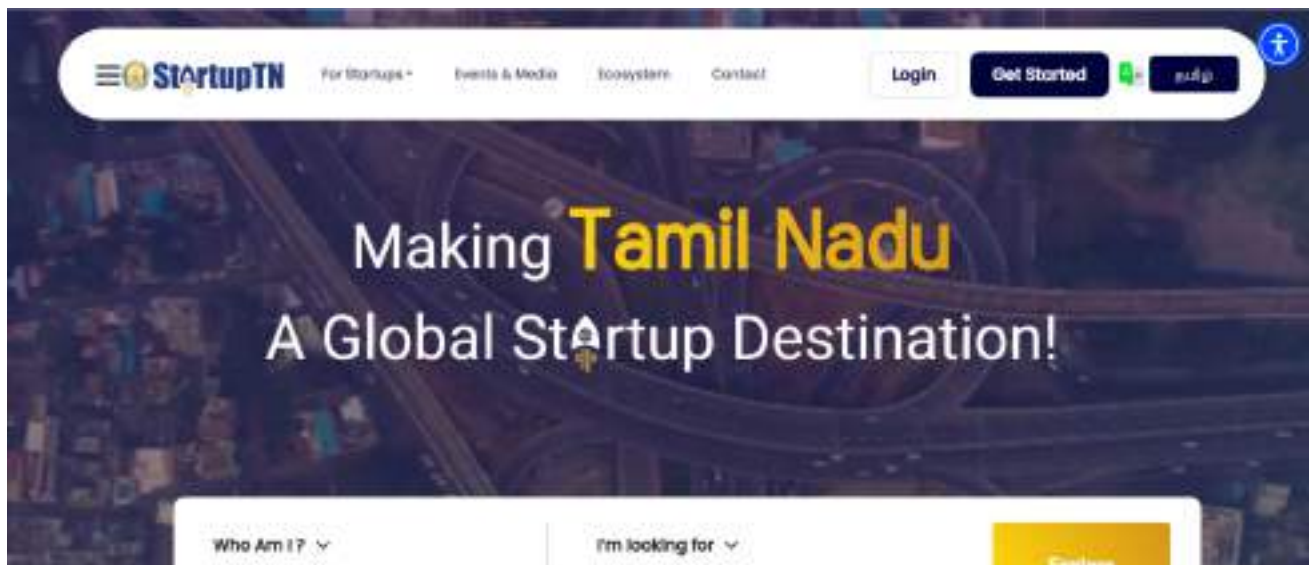 StartupTN
For Startups
Events & Media
Ecosystem
Contact
Login
Get Started
தமிழ்
Making Tamil Nadu
A Global Startup Destination!
Who Am I ?
I'm looking for
Explore